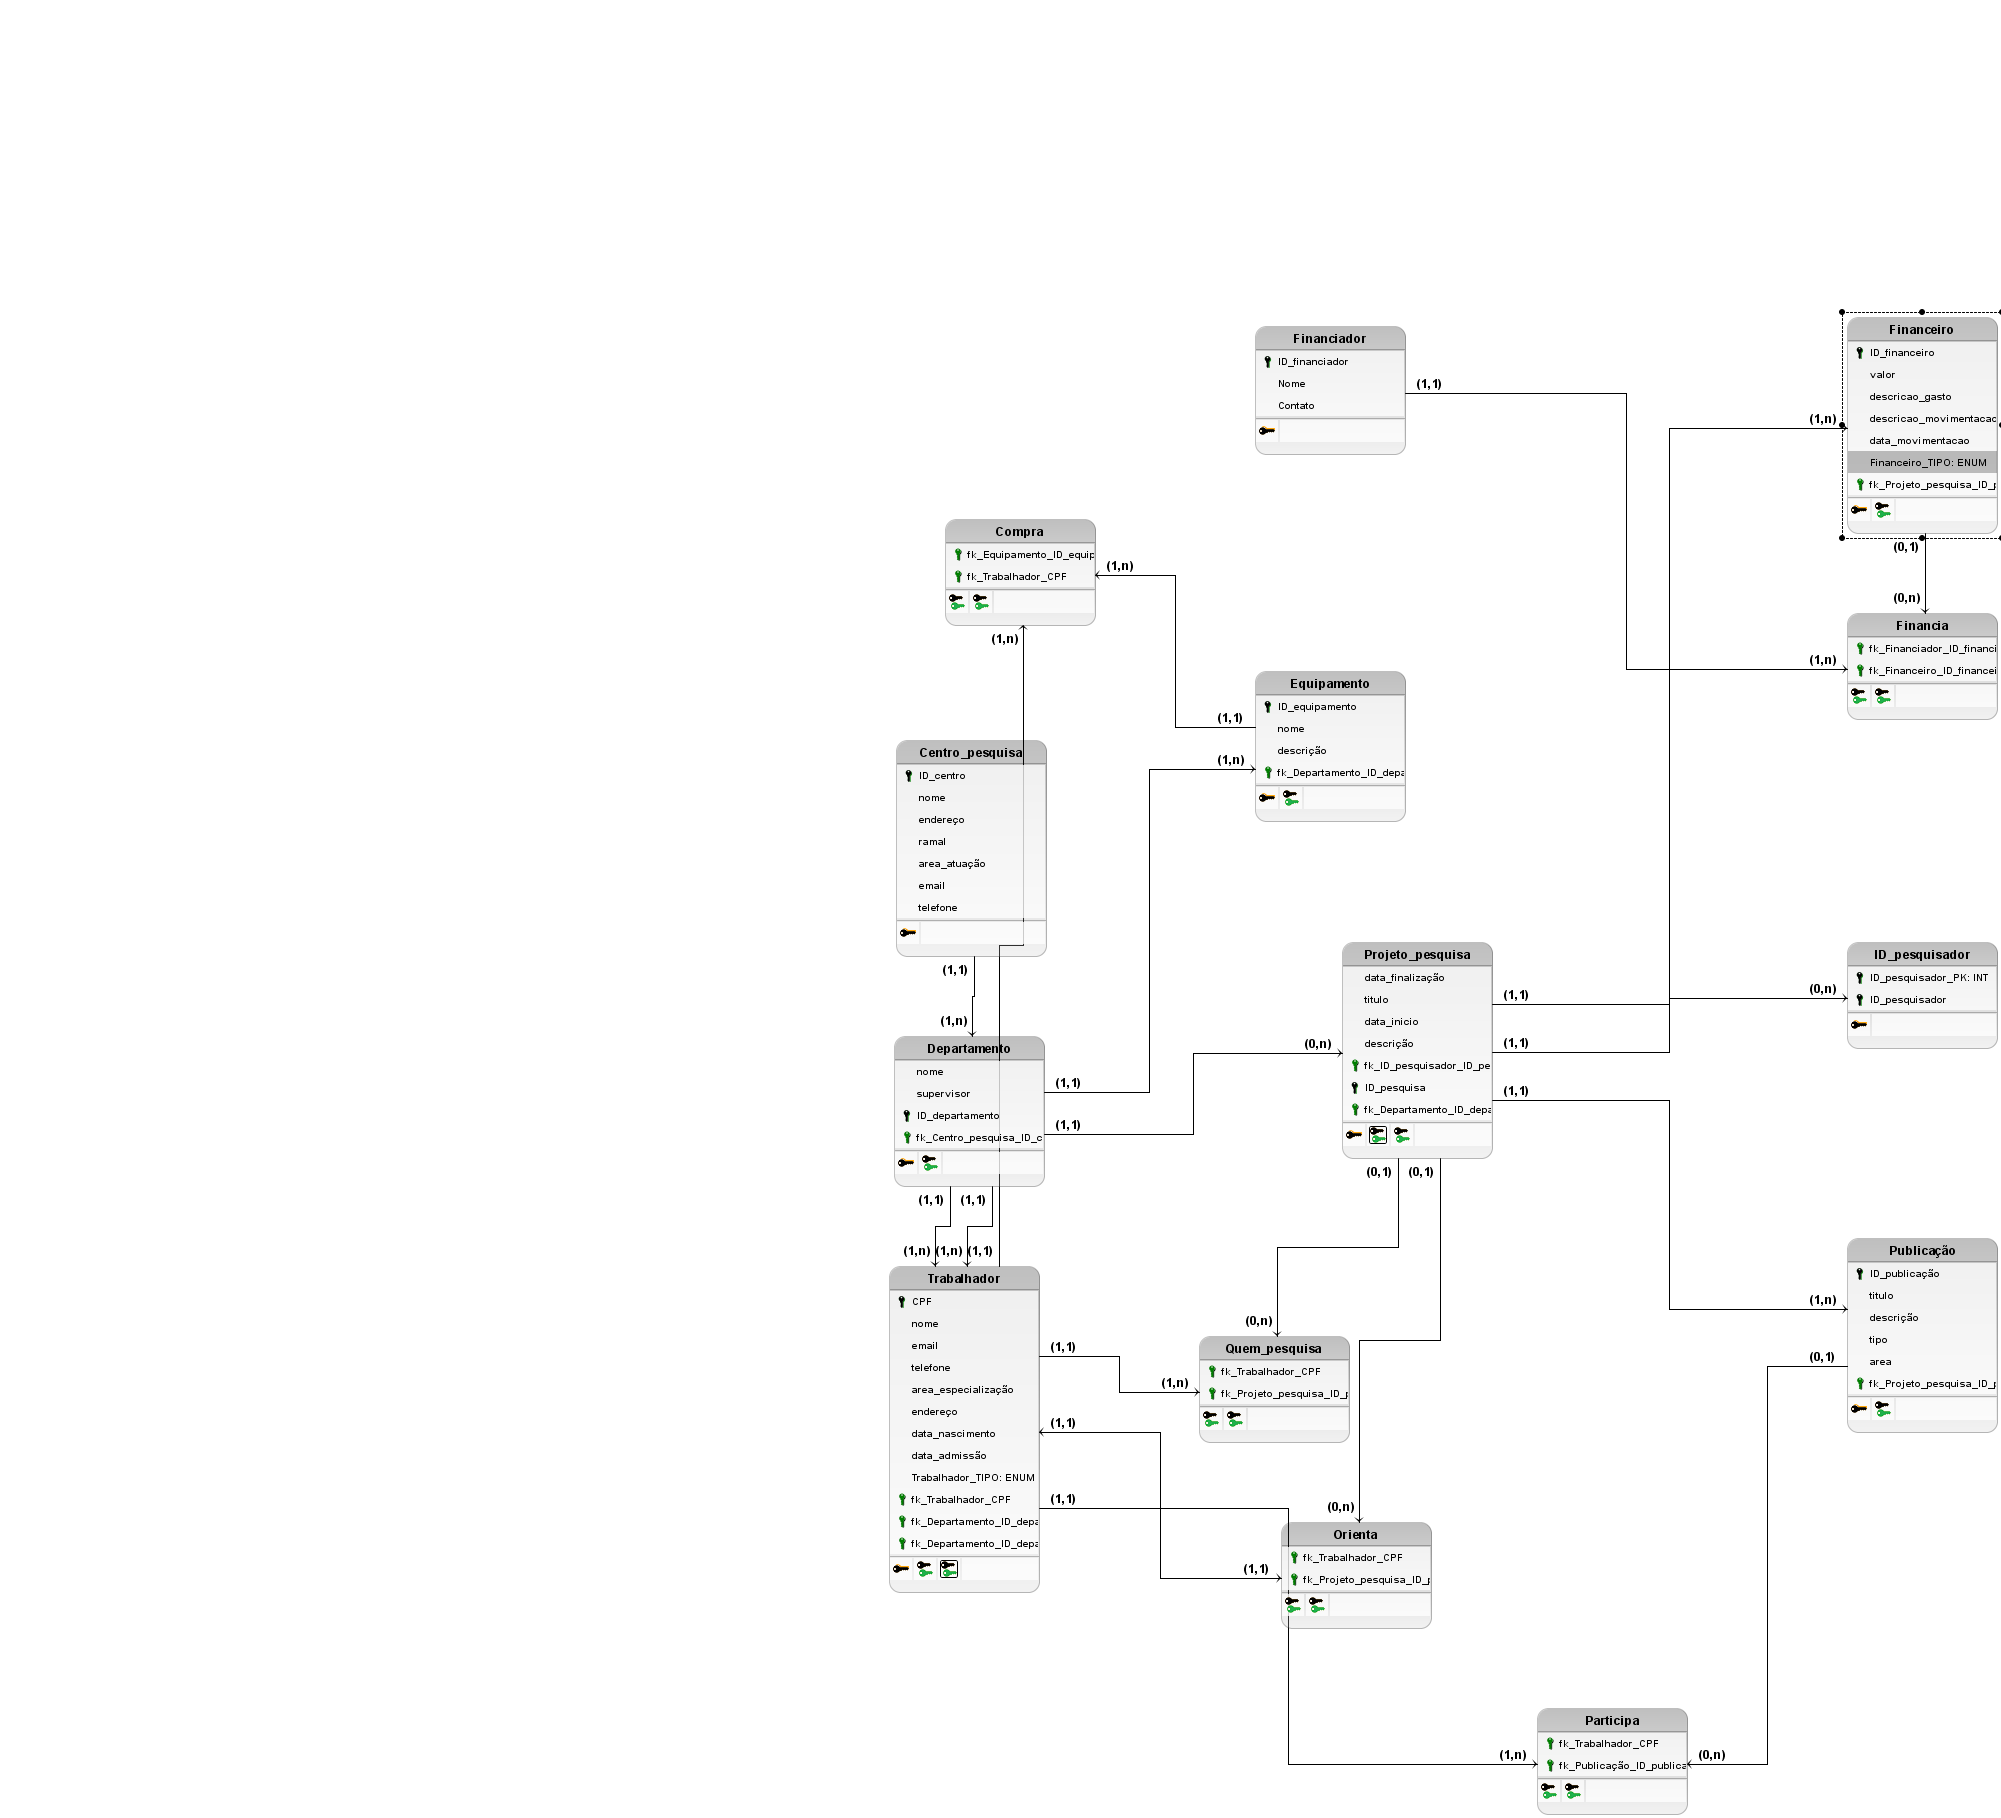 Financeiro
ID_financeiro
valor
descricao_gasto
descricao_movimentacao
data_movimentacao
Financeiro_TIPO: ENUM
fk_Projeto_pesquisa_ID_p
(1,n)
(0,1)
Financiador
ID_financiador
Nome
Contato
(1,1)
Compra
fk_Equipamento_ID_equip
fk_Trabalhador_CPF
(1,n)
(1,n)
(0,n)
Financia
fk_Financiador_ID_financi
fk_Financeiro_ID_financei
(1,n)
Equipamento
ID_equipamento
nome
descrição
fk_Departamento_ID_depa
(1,1)
(1,n)
Centro_pesquisa
ID_centro
nome
endereço
ramal
area_atuação
email
telefone
(1,1)
(1,n)
Projeto_pesquisa
data_finalização
titulo
data_inicio
descrição
fk_ID_pesquisador_ID_pe
ID_pesquisa
fk_Departamento_ID_depa
(1,1)
(1,1)
(1,1)
(0,n)
(0,1)
(0,1)
ID_pesquisador
ID_pesquisador_PK: INT
ID_pesquisador
(0,n)
Departamento
nome
supervisor
ID_departamento
fk_Centro_pesquisa_ID_c
(1,1)
(1,1)
(1,1)
(1,1)
(1,n)
(1,n)
(1,1)
Trabalhador
CPF
nome
email
telefone
area_especialização
endereço
data_nascimento
data_admissão
Trabalhador_TIPO: ENUM
fk_Trabalhador_CPF
fk_Departamento_ID_depa
fk_Departamento_ID_depa
(1,1)
(1,1)
(1,1)
Publicação
ID_publicação
titulo
descrição
tipo
area
fk_Projeto_pesquisa_ID_p
(1,n)
(0,1)
(0,n)
Quem_pesquisa
fk_Trabalhador_CPF
fk_Projeto_pesquisa_ID_p
(1,n)
(0,n)
Orienta
fk_Trabalhador_CPF
fk_Projeto_pesquisa_ID_p
(1,1)
Participa
fk_Trabalhador_CPF
fk_Publicação_ID_publica
(1,n)
(0,n)